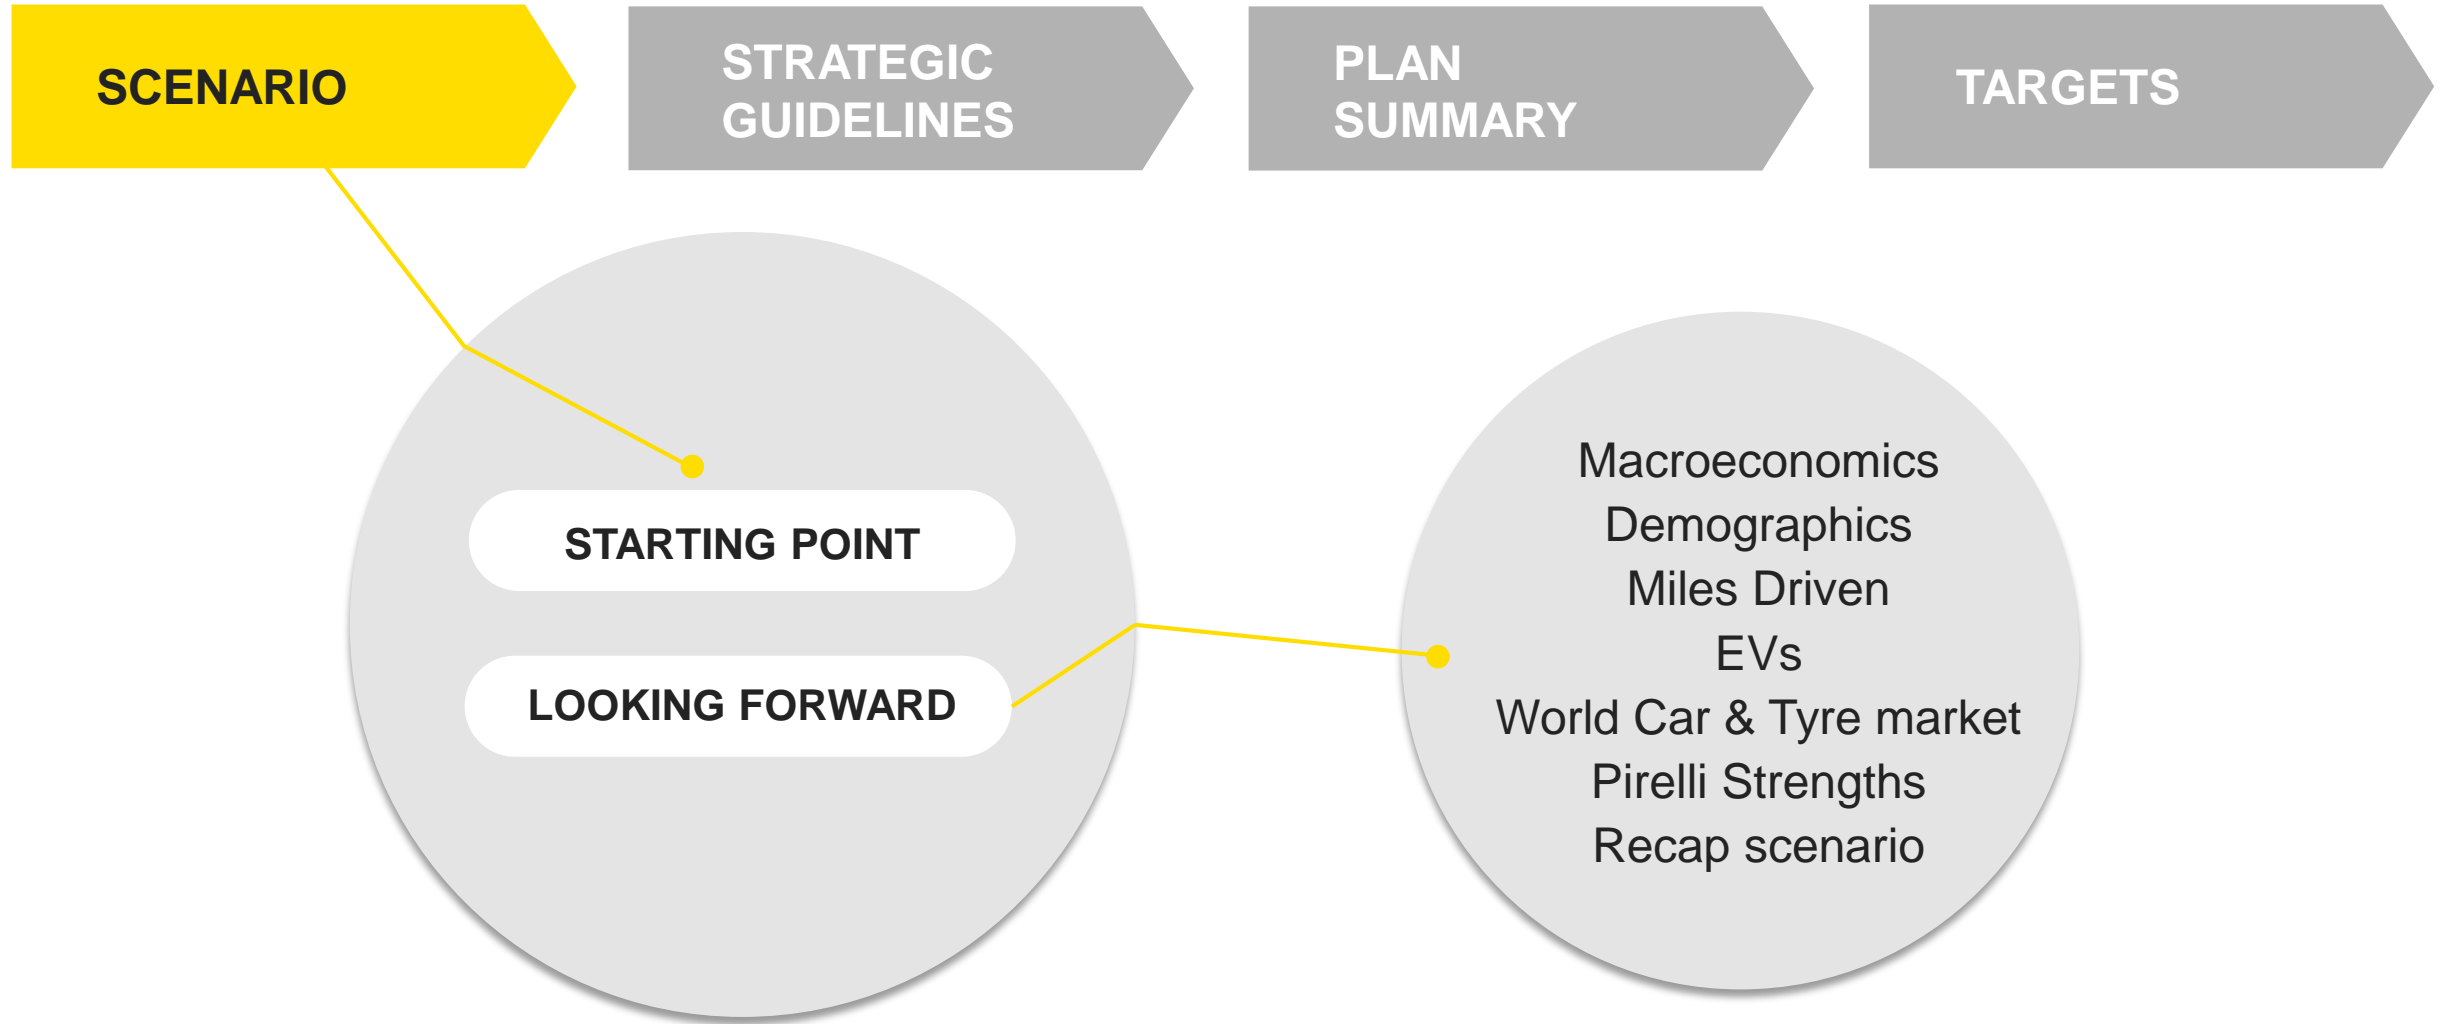 SCENARIO
STRATEGIC
GUIDELINES
PLAN
SUMMARY
TARGETS
STARTING POINT
LOOKING FORWARD
Macroeconomics
Demographics
Miles Driven
EVs
World Car & Tyre market
Pirelli Strengths
Recap scenario